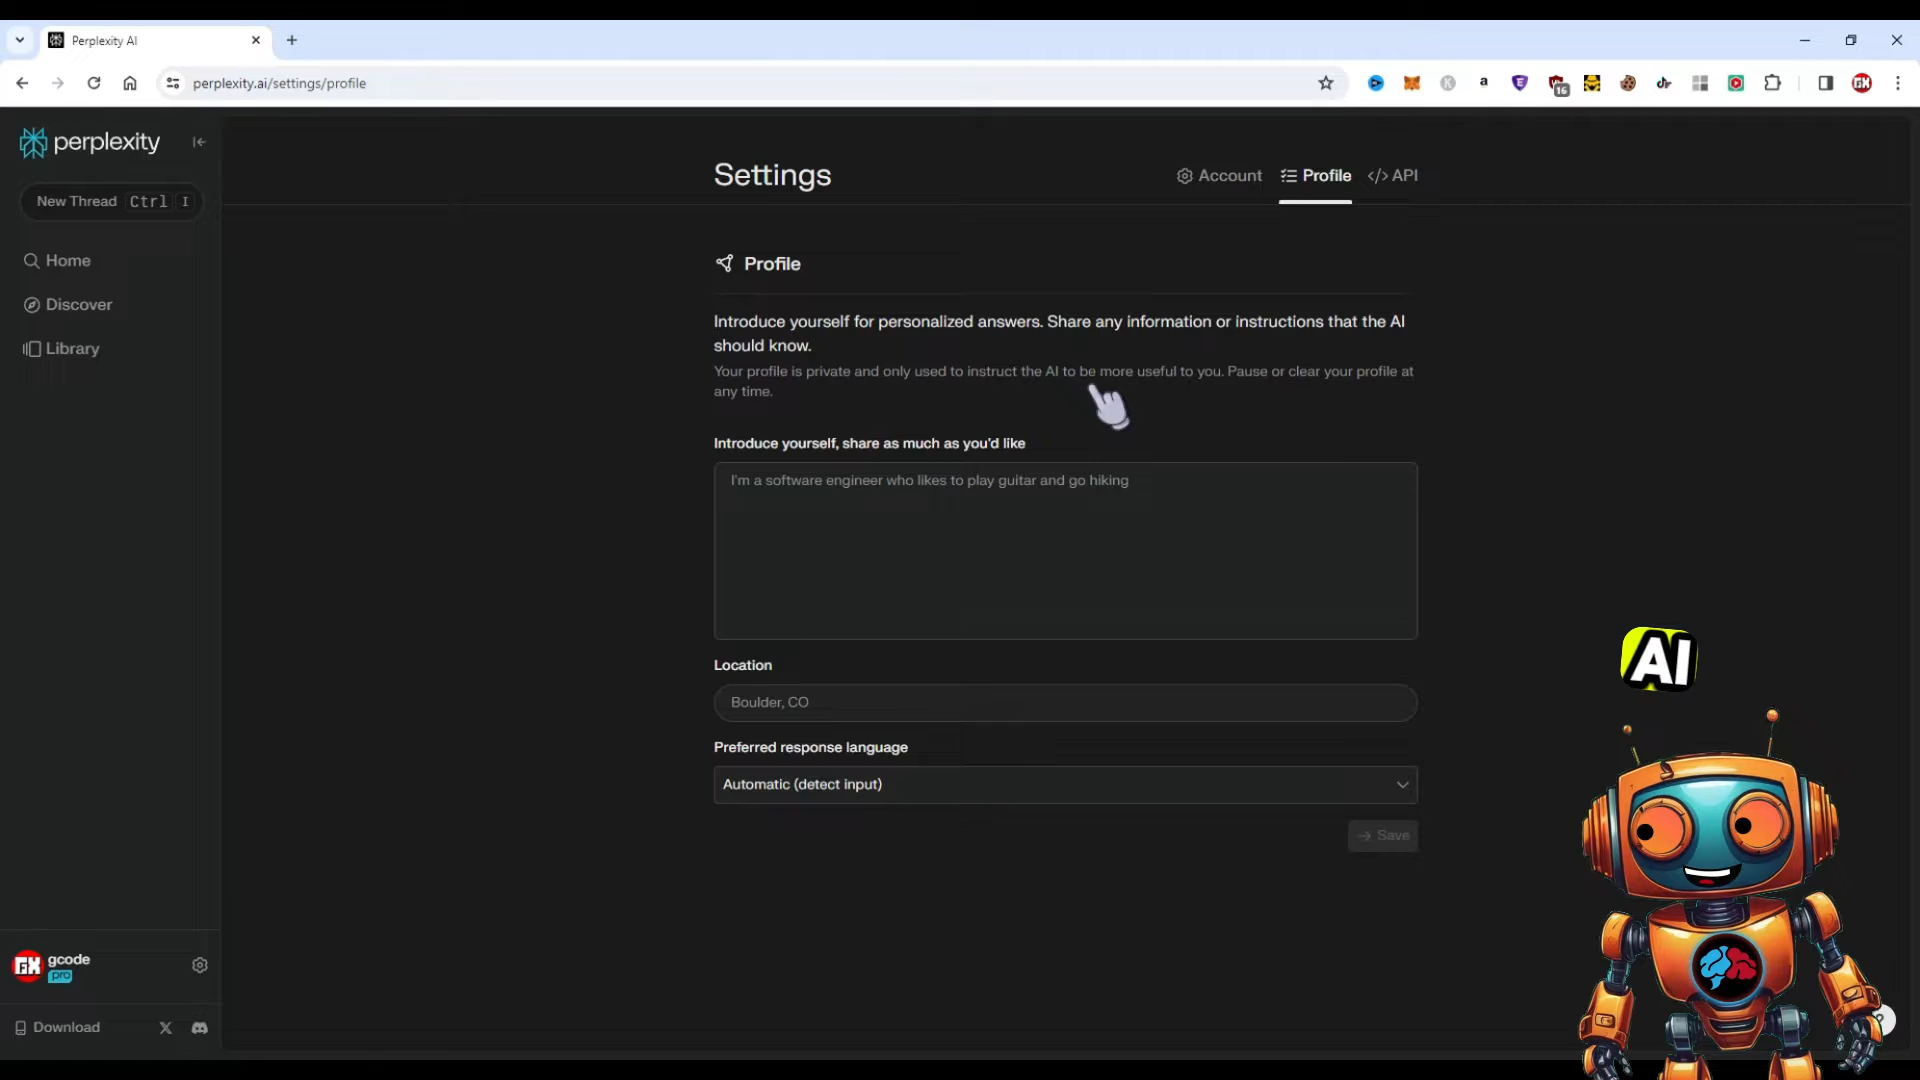 Perplexity AI
perplexity.ai/settings/profile
16
perplexity
New Thread Ctrl I
Home
Discover
Library
Settings
Account
Profile
</> API
Profile
Introduce yourself for personalized answers. Share any information or instructions that the AI
should know.
Your profile is private and only used to instruct the AI to be more useful to you. Pause or clear your profile at
any time.
Introduce yourself, share as much as you'd like
I'm a software engineer who likes to play guitar and go hiking
Location
Boulder, CO
Preferred response language
Automatic (detect input)
Save
AI
gcode
pro
Download